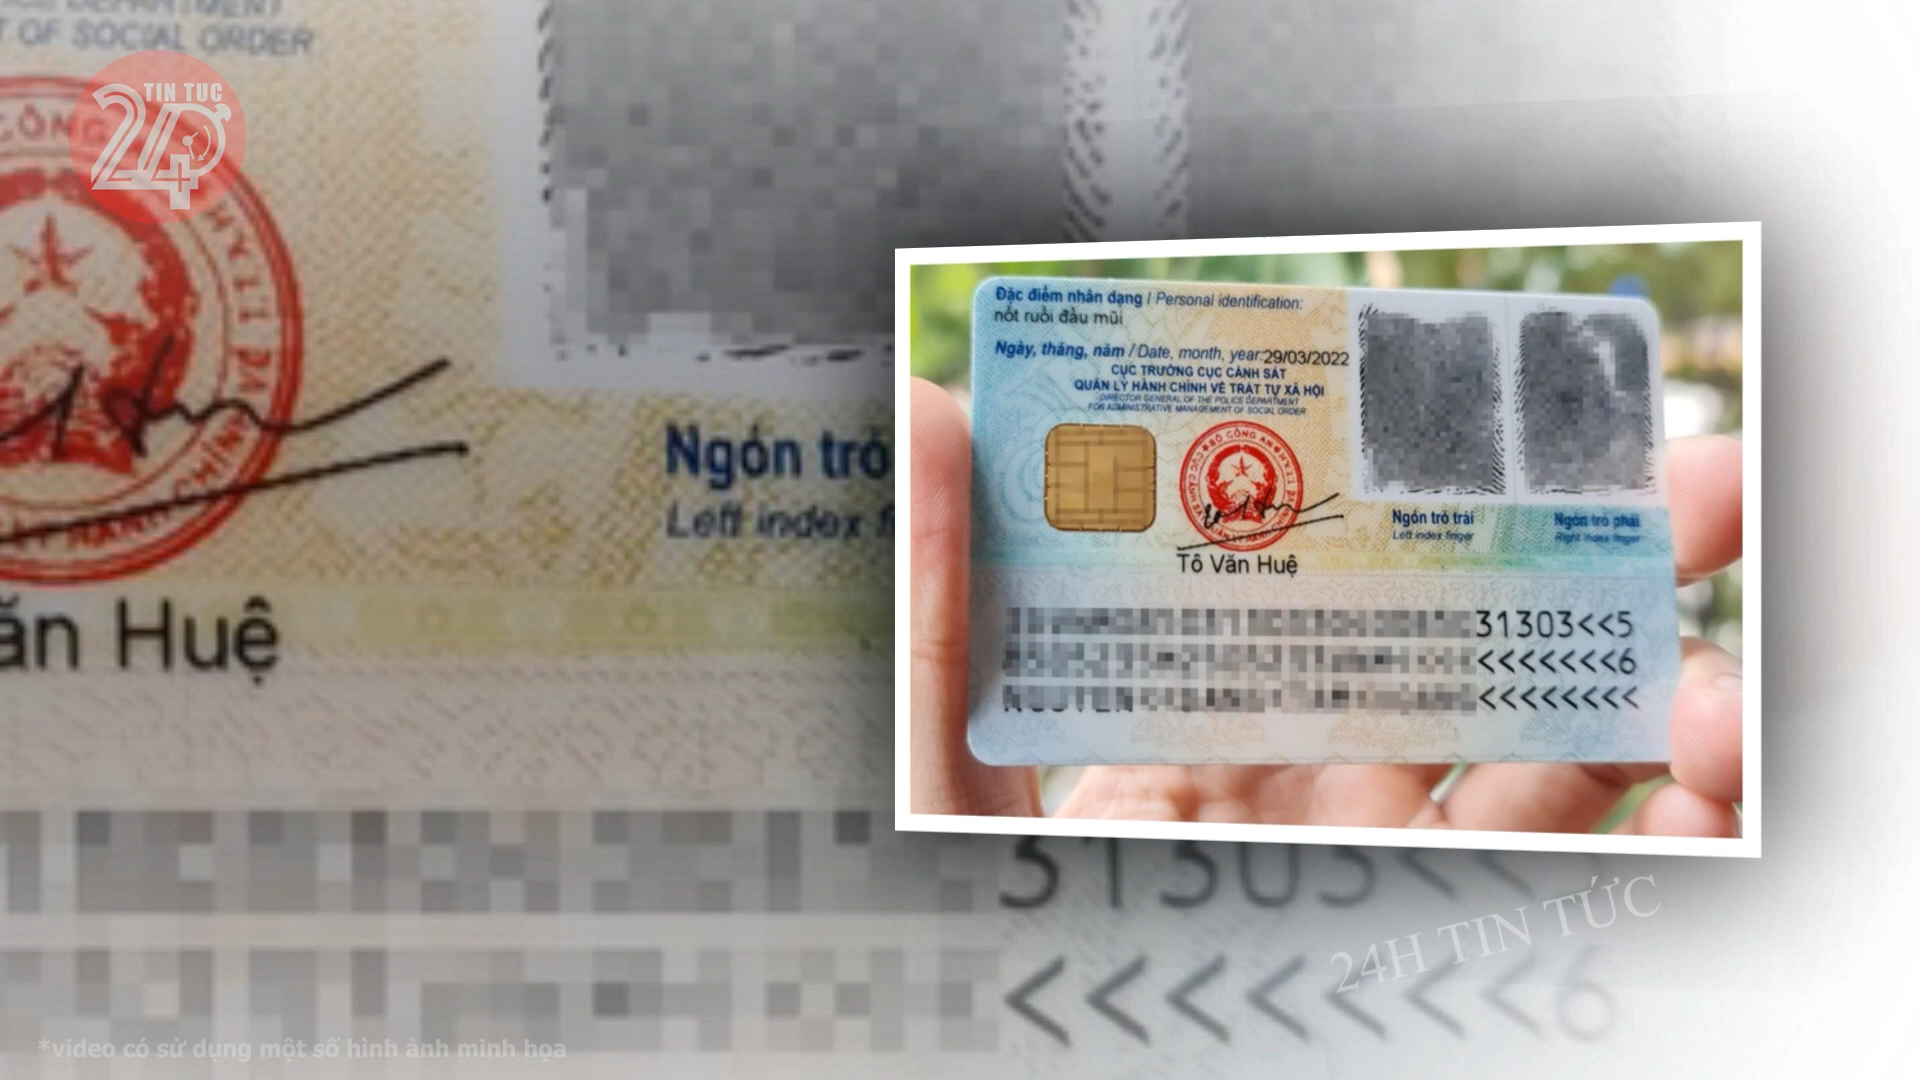 OF SOCIAL ORDER
TIN TỨC
24
ăn Huệ
Ngón trỏ
Left index
Đặc điểm nhân dạng / Personal identification:
nốt ruồi đầu mũi
Ngày, tháng, năm / Date, month, year:29/03/2022
CỤC TRƯỞNG CỤC CẢNH SÁT
QUẢN LÝ HÀNH CHÍNH VỀ TRẬT TỰ XÃ HỘI
DIRECTOR GENERAL OF THE POLICE DEPARTMENT
FOR ADMINISTRATIVE MANAGEMENT OF SOCIAL ORDER
BỘ CÔNG AN
Ngón trỏ trái
Left index finger
Ngón trỏ phải
Right index finger
Tô Văn Huệ
31303<<5
<<<<<<<6
<<<<<<<<
31303<<
<<<<<<<6
24H TIN TỨC
*video có sử dụng một số hình ảnh minh họa